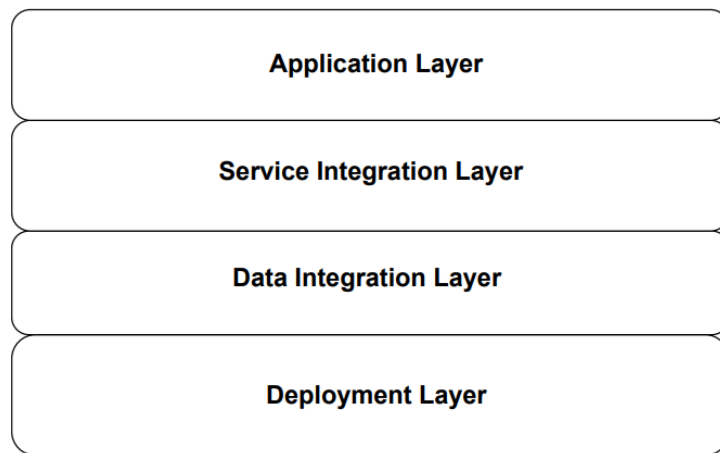 Application Layer
Service Integration Layer
Data Integration Layer
Deployment Layer